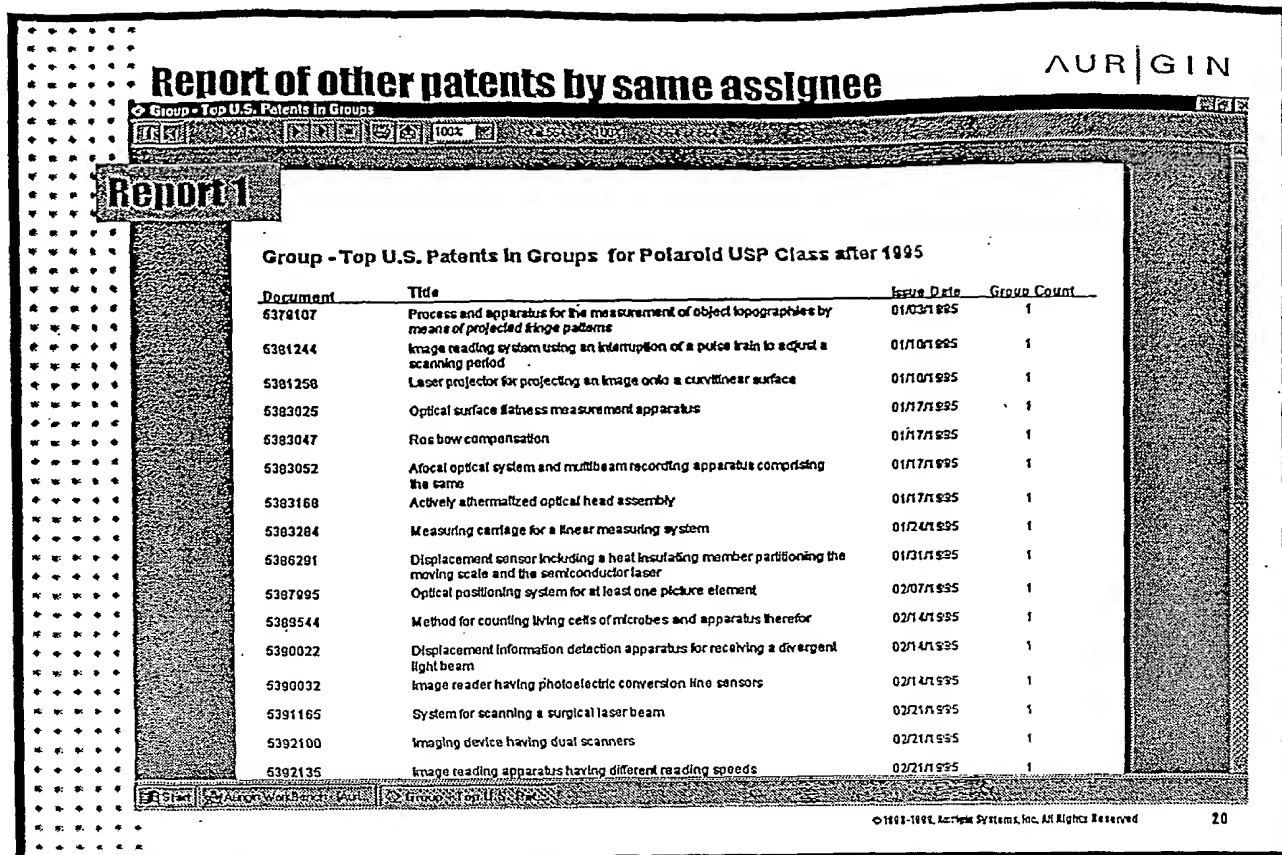 AURIGIN
Report of other patents by same assignee
Group - Top U.S. Patents in Groups
100%
Report 1
Group - Top U.S. Patents in Groups for Polaroid USP Class after 1995
Document Title Issue Date Group Count
5379107 Process and apparatus for the measurement of object topographies by 01/03/1995 1
means of projected fringe patterns
5381244 Image reading system using an interruption of a pulse train to adjust a 01/10/1995 1
scanning period
5381258 Laser projector for projecting an image onto a curvilinear surface 01/10/1995 1
5383025 Optical surface flatness measurement apparatus 01/17/1995 1
5383047 Ros bow compensation 01/17/1995 1
5383052 Afocal optical system and multibeam recording apparatus comprising 01/17/1995 1
the same
5383168 Actively athermatized optical head assembly 01/17/1995 1
5383284 Measuring carriage for a linear measuring system 01/24/1995 1
5386291 Displacement sensor including a heat insulating member partitioning the 01/31/1995 1
moving scale and the semiconductor laser
5387995 Optical positioning system for at least one picture element 02/07/1995 1
5389544 Method for counting living cells of microbes and apparatus therefor 02/14/1995 1
5390022 Displacement information detection apparatus for receiving a divergent 02/14/1995 1
light beam
5390032 Image reader having photoelectric conversion line sensors 02/14/1995 1
5391165 System for scanning a surgical laser beam 02/21/1995 1
5392100 Imaging device having dual scanners 02/21/1995 1
5392135 Image reading apparatus having different reading speeds 02/21/1995 1
Start
©1998-1999, Aurigin Systems, Inc, All Rights Reserved 20